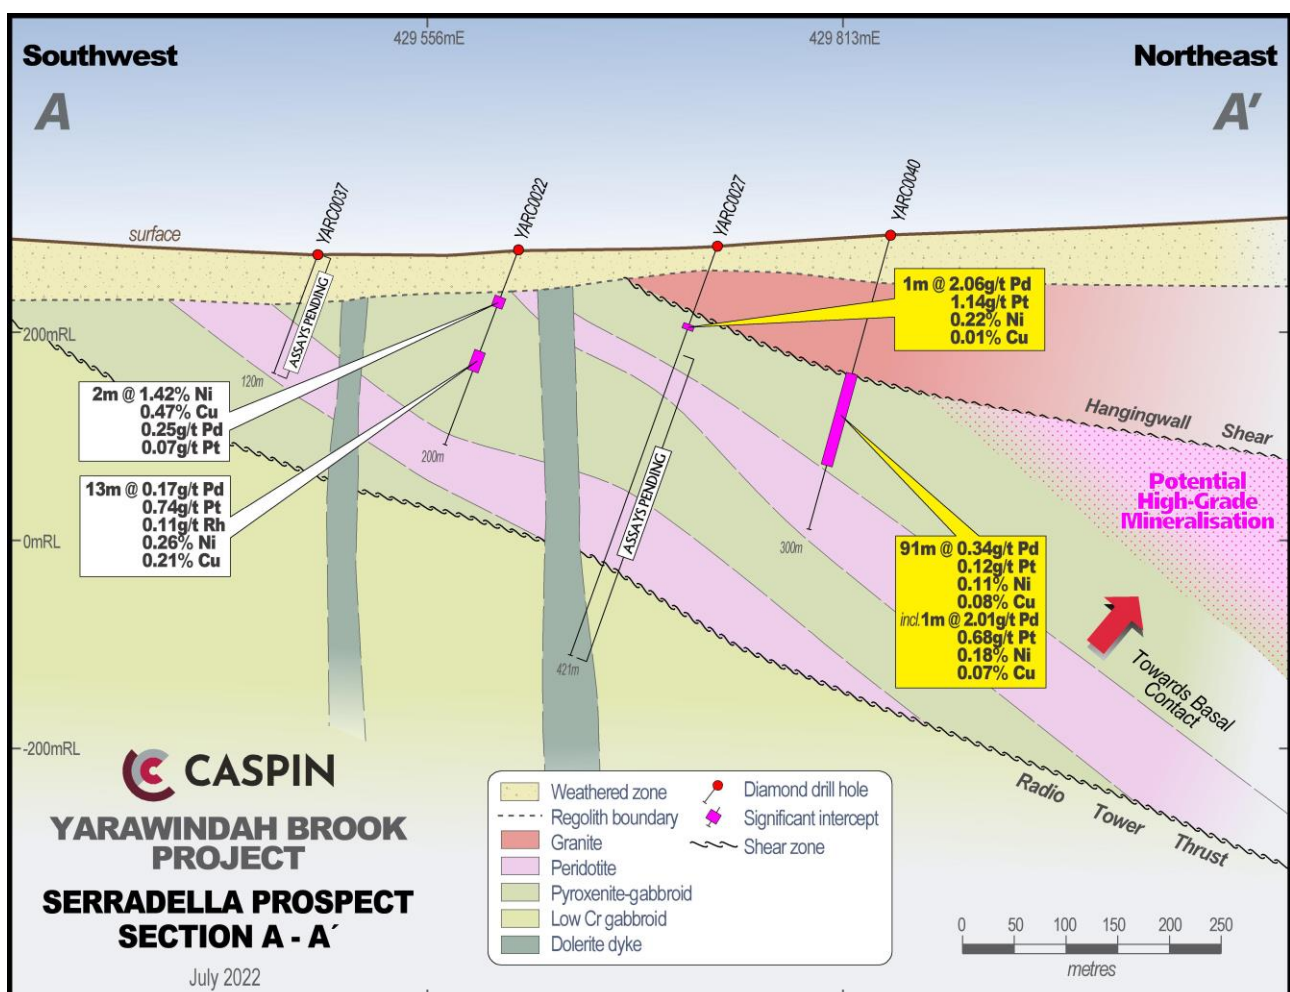 429 556mE
429 813mE
Southwest
Northeast
A
A′
YARC0037
YARC0022
YARC0027
YARC0040
surface
ASSAYS PENDING
200mRL
120m
1m @ 2.06g/t Pd
1.14g/t Pt
0.22% Ni
0.01% Cu
2m @ 1.42% Ni
0.47% Cu
0.25g/t Pd
0.07g/t Pt
200m
Hangingwall Shear
13m @ 0.17g/t Pd
0.74g/t Pt
0.11g/t Rh
0.26% Ni
0.21% Cu
ASSAYS PENDING
Potential
High-Grade
Mineralisation
0mRL
300m
91m @ 0.34g/t Pd
0.12g/t Pt
0.11% Ni
0.08% Cu
incl.1m @ 2.01g/t Pd
0.68g/t Pt
0.18% Ni
0.07% Cu
421m
Towards Basal
Contact
-200mRL
CASPIN
YARAWINDAH BROOK
PROJECT
SERRADELLA PROSPECT
SECTION A - A′
July 2022
Weathered zone
Regolith boundary
Granite
Peridotite
Pyroxenite-gabbroid
Low Cr gabbroid
Dolerite dyke
Diamond drill hole
Significant intercept
Shear zone
Radio Tower Thrust
0 50 100 150 200 250
metres